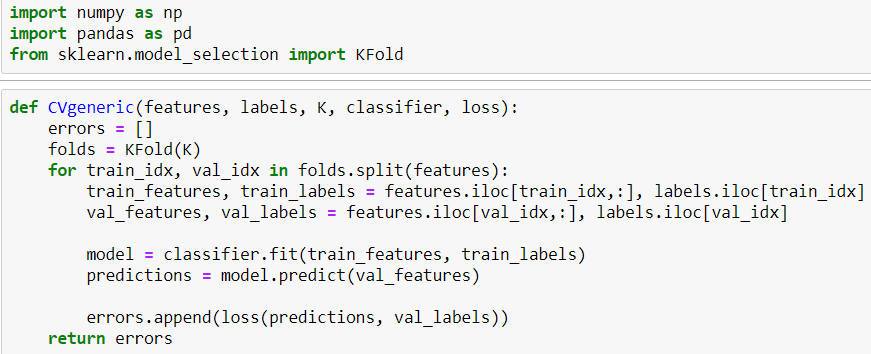 import numpy as np
import pandas as pd
from sklearn.model_selection import KFold
def CVgeneric(features, labels, K, classifier, loss):
    errors = []
    folds = KFold(K)
    for train_idx, val_idx in folds.split(features):
        train_features, train_labels = features.iloc[train_idx,:], labels.iloc[train_idx]
        val_features, val_labels = features.iloc[val_idx,:], labels.iloc[val_idx]
        model = classifier.fit(train_features, train_labels)
        predictions = model.predict(val_features)
        errors.append(loss(predictions, val_labels))
    return errors